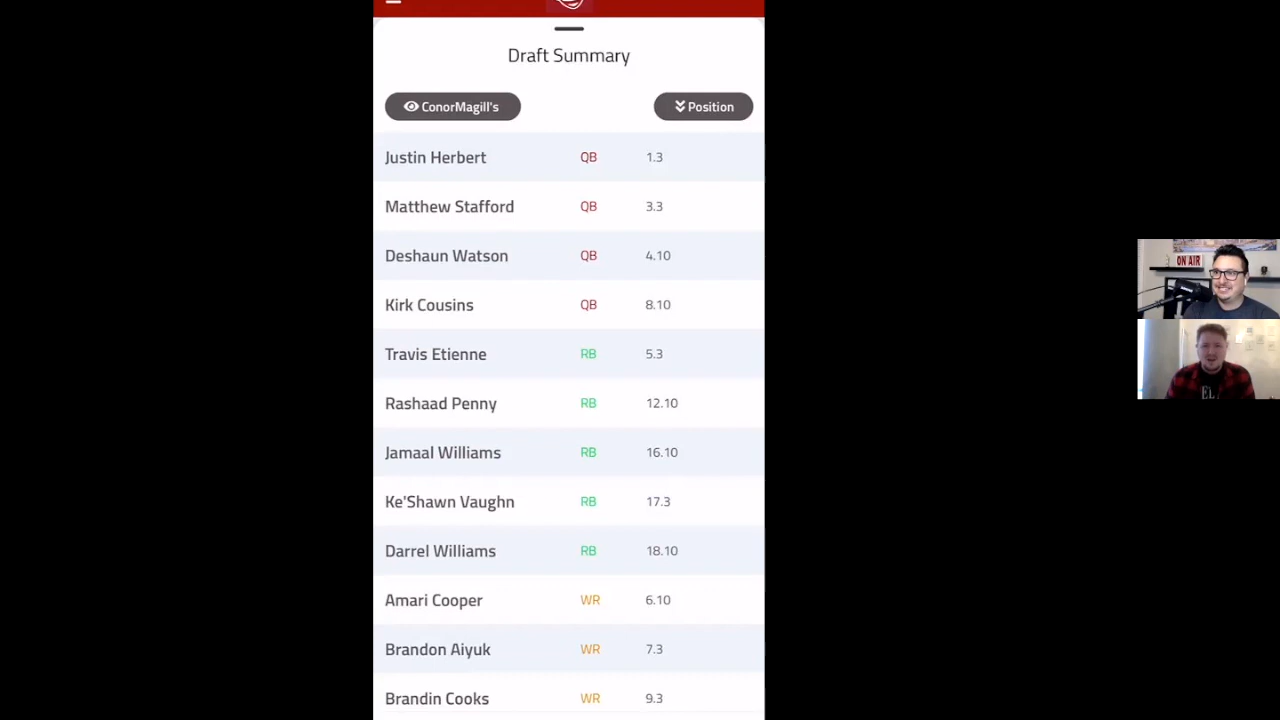 Draft Summary
ConorMagill's
Position
Justin Herbert QB 1.3
Matthew Stafford QB 3.3
Deshaun Watson QB 4.10
Kirk Cousins QB 8.10
Travis Etienne RB 5.3
Rashaad Penny RB 12.10
Jamaal Williams RB 16.10
Ke'Shawn Vaughn RB 17.3
Darrel Williams RB 18.10
Amari Cooper WR 6.10
Brandon Aiyuk WR 7.3
Brandin Cooks WR 9.3
ON AIR